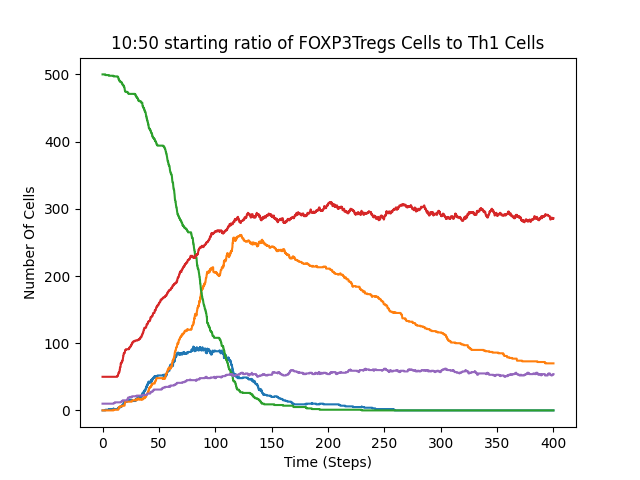 10:50 starting ratio of FOXP3Tregs Cells to Th1 Cells
500
400
300
200
100
0
Number Of Cells
0 50 100 150 200 250 300 350 400
Time (Steps)